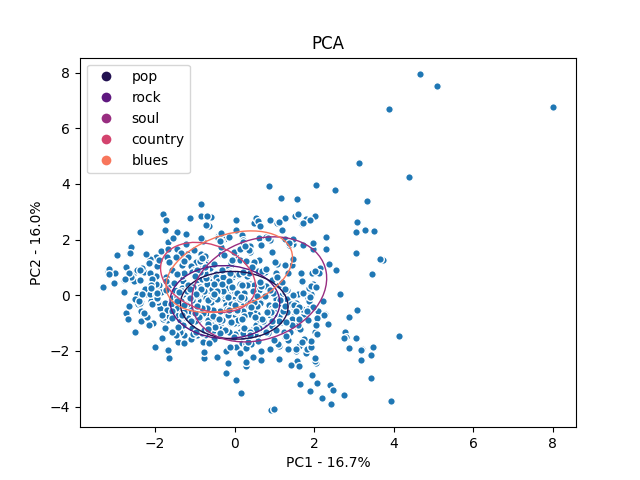 PCA
pop
rock
soul
country
blues
8
6
4
2
0
−2
−4
PC2 - 16.0%
−2
0
2
4
6
8
PC1 - 16.7%